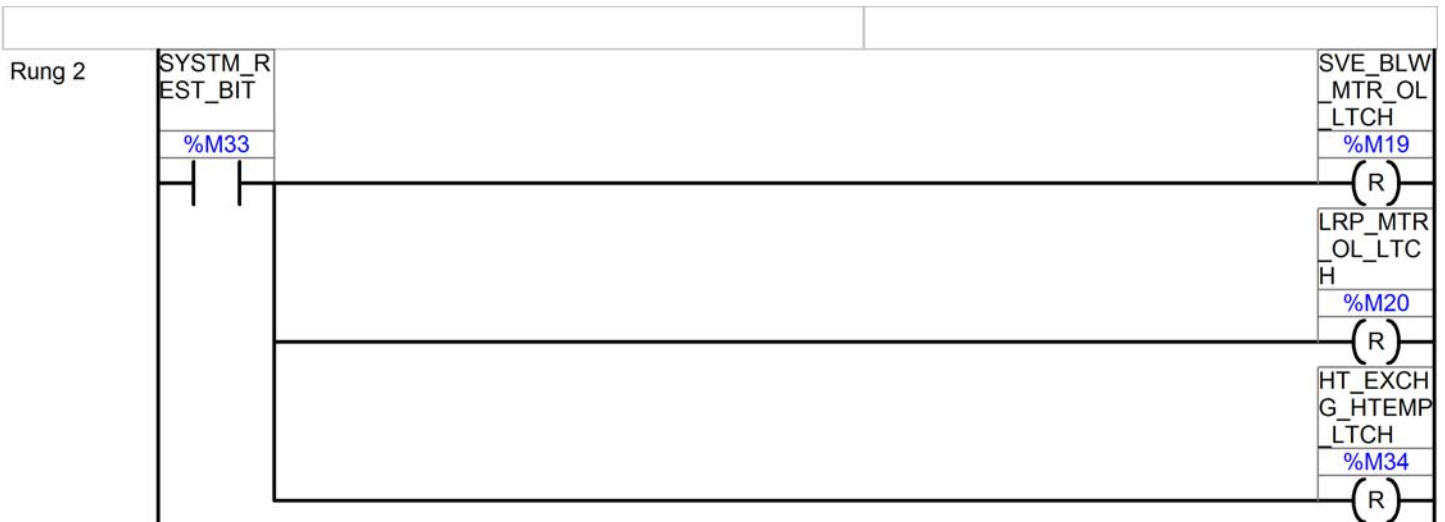 Rung 2
SYSTM_R
EST_BIT
%M33
SVE_BLW
_MTR_OL
_LTCH
%M19
R
LRP_MTR
_OL_LTC
H
%M20
R
HT_EXCH
G_HTEMP
_LTCH
%M34
R